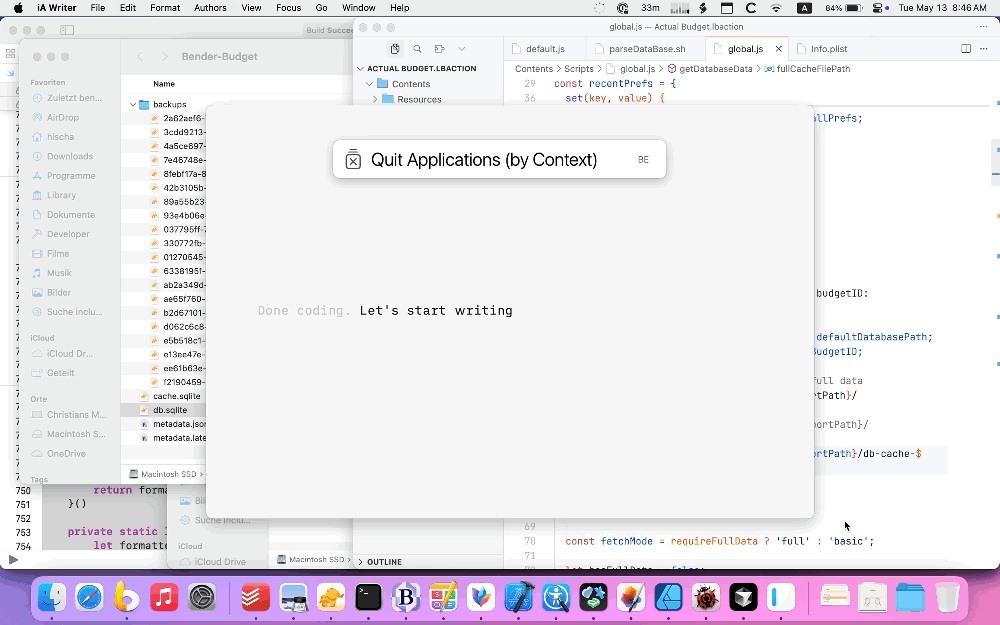 iA Writer File Edit Format Authors View Focus Go Window Help 33m 84% A Tue May 13 8:46 AM
Build Succee
global.js — Actual Budget.lbaction
Bender-Budget
default.js parseDataBase.sh global.js Info.plist
ACTUAL BUDGET.LBACTION
Contents › Scripts › global.js › getDatabaseData › fullCacheFilePath
Contents
Resources
29 const recentPrefs = {
36 set(key, value) {
allPrefs;
Favoriten
Zuletzt ben...
AirDrop
hischa
Downloads
Programme
Library
Dokumente
Developer
Filme
Musik
Bilder
Suche inclu...
iCloud
iCloud Dr...
Geteilt
Orte
Christians M...
Macintosh S...
OneDrive
Tags
Name
backups
2a62aef6-
3cdd9213-
4a5ce697-
7e46748e-
8febf17a-8
42b3105b-
89a55b23-
93e4b06e-
037795ff-7
330772fb-
01270545-
6338195f-
ab2a349d-
ae65f760-
b2d67101-
d062c6c8-
e5b518c1-
e13ee47e-
ee61b63e-
f2190459-
cache.sqlite
db.sqlite
metadata.json
metadata.late
Macintosh SSD ›
Quit Applications (by Context) BE
Done coding. Let's start writing
budgetID:
defaultDatabasePath;
BudgetID;
full data
ortPath}/
portPath}/
ortPath}/db-cache-$
750 return forma
751 }()
752
753 private static l
754 let formatte
Suche inclu...
iCloud
iCloud Drive
Macintosh SSD ›
OUTLINE
69
70 const fetchMode = requireFullData ? 'full' : 'basic';
71